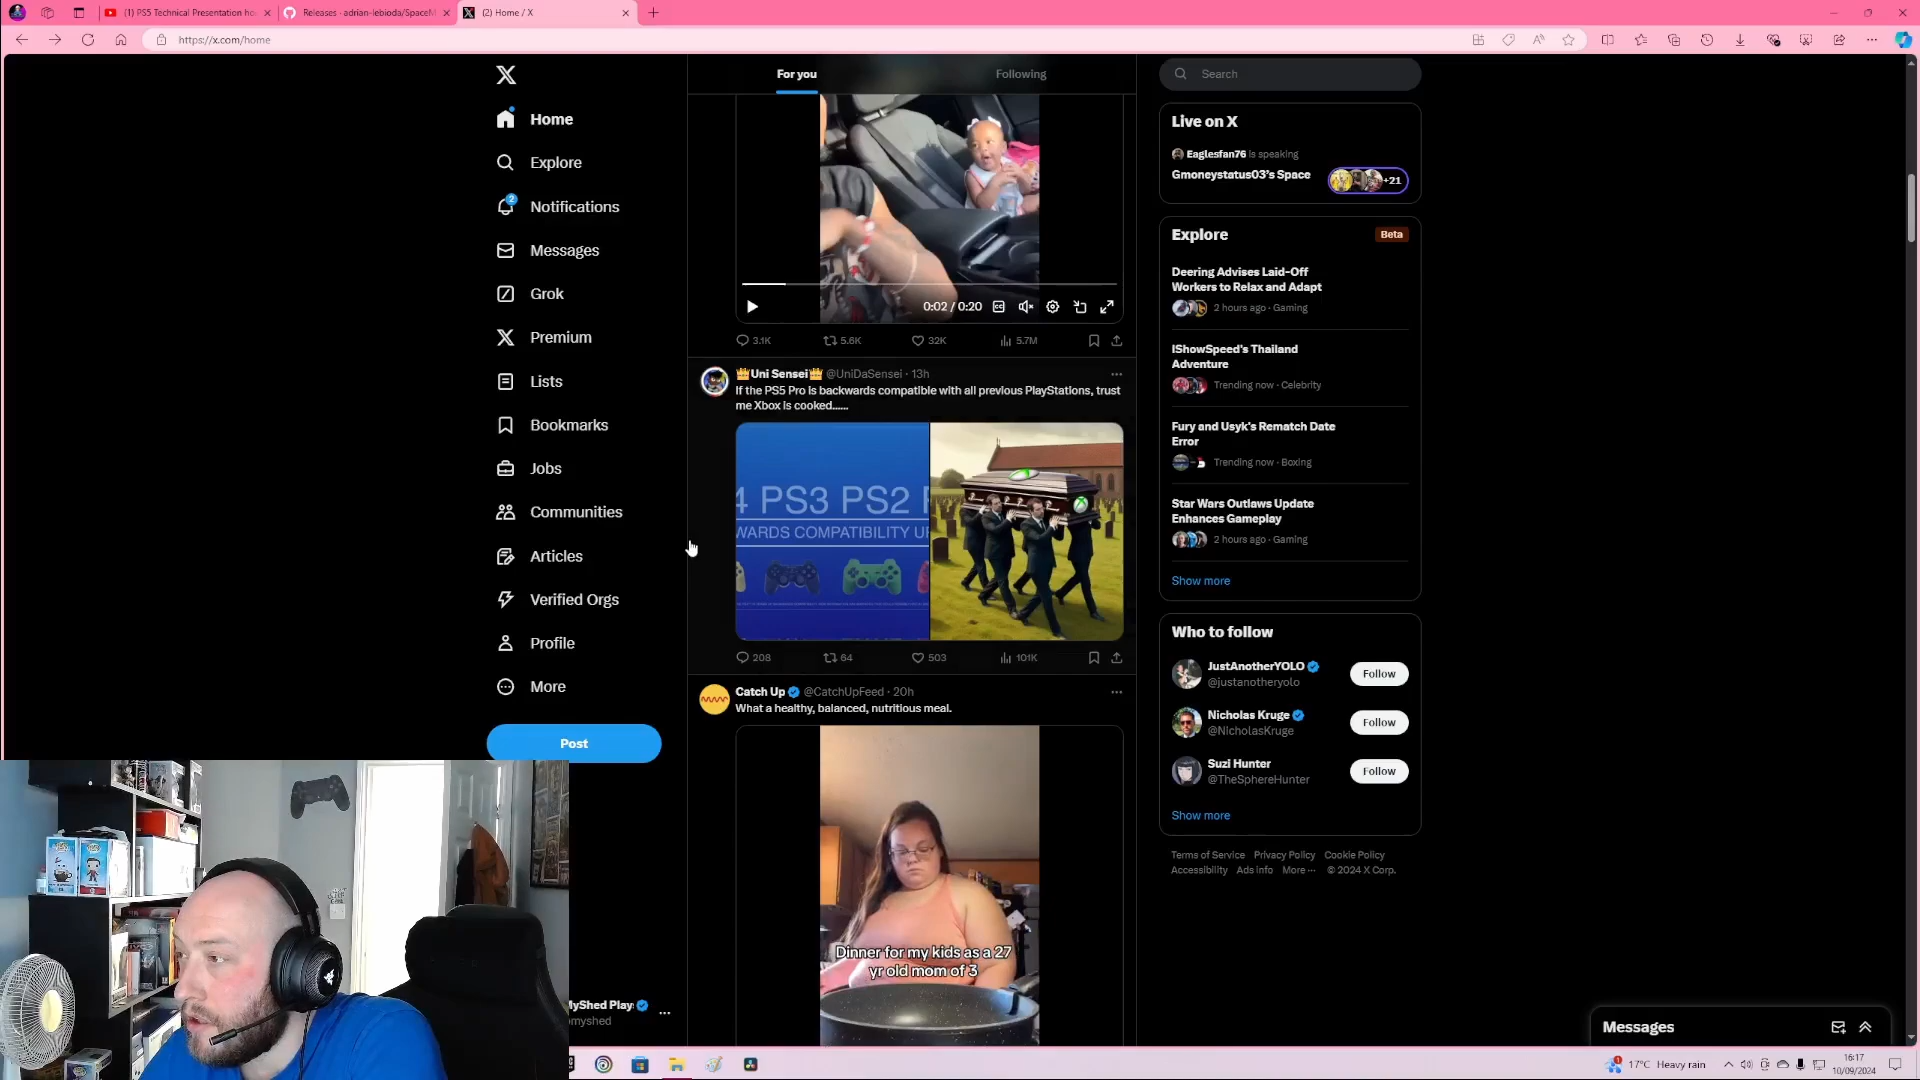 (1) PS5 Technical Presentation ho
Releases · adrian-lebioda/SpaceM
(2) Home / X
https://x.com/home
For you
Following
Search
Home
Explore
2
Notifications
Messages
Grok
Premium
Lists
Bookmarks
Jobs
Communities
Articles
Verified Orgs
Profile
More
Post
0:02 / 0:20
3.1K
5.6K
32K
5.7M
Uni Sensei @UniDaSensei · 13h
If the PS5 Pro is backwards compatible with all previous PlayStations, trust
me Xbox is cooked......
4 PS3 PS2
WARDS COMPATIBILITY
208
64
503
101K
Catch Up @CatchUpFeed · 20h
What a healthy, balanced, nutritious meal.
Dinner for my kids as a 27
yr old mom of 3
Live on X
Eaglesfan76 is speaking
Gmoneystatus03's Space
+21
Explore
Beta
Deering Advises Laid-Off
Workers to Relax and Adapt
2 hours ago · Gaming
IShowSpeed's Thailand
Adventure
Trending now · Celebrity
Fury and Usyk's Rematch Date
Error
Trending now · Boxing
Star Wars Outlaws Update
Enhances Gameplay
2 hours ago · Gaming
Show more
Who to follow
JustAnotherYOLO
@justanotheryolo
Follow
Nicholas Kruge
@NicholasKruge
Follow
Suzi Hunter
@TheSphereHunter
Follow
Show more
Terms of Service Privacy Policy Cookie Policy
Accessibility Ads info More ··· © 2024 X Corp.
MyShed Play
myshed
Messages
17°C Heavy rain
16:17
10/09/2024